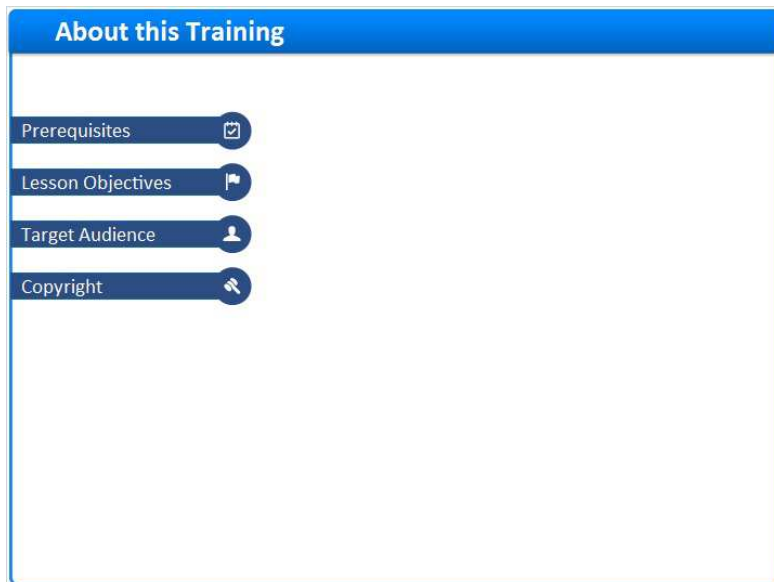 About this Training
Prerequisites
Lesson Objectives
Target Audience
Copyright